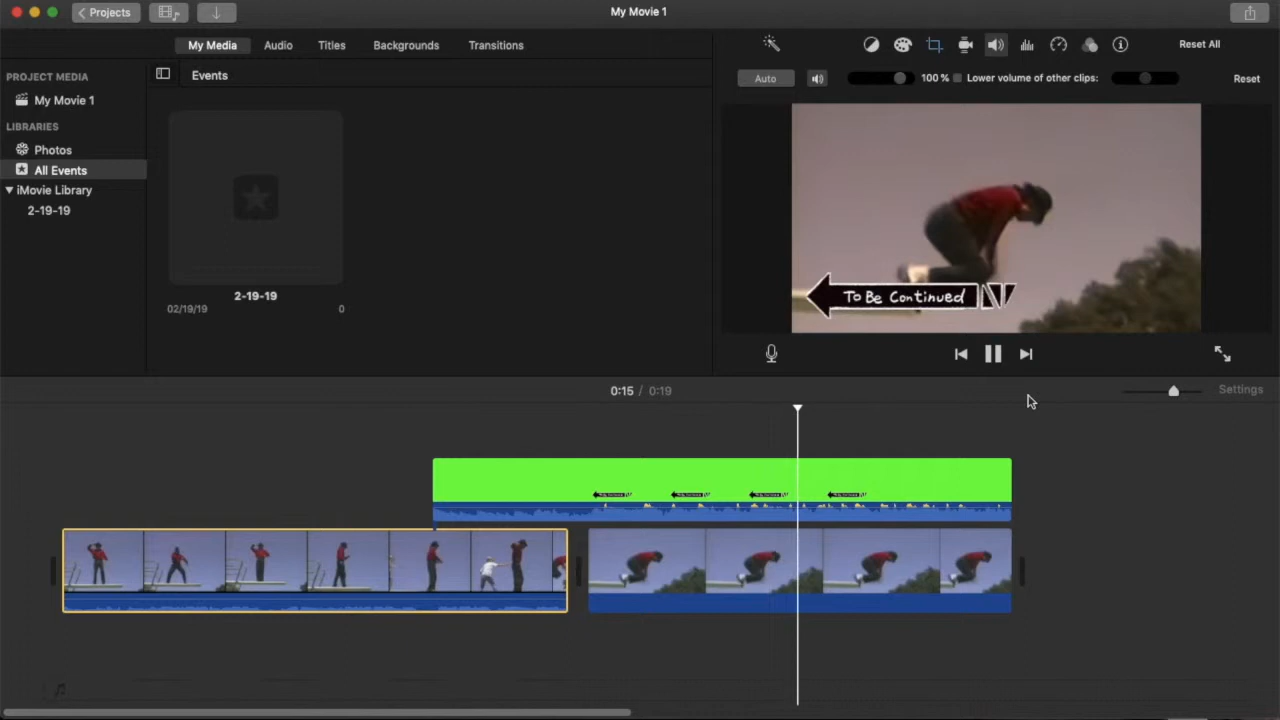 Projects
My Movie 1
My Media
Audio
Titles
Backgrounds
Transitions
Reset All
PROJECT MEDIA
My Movie 1
LIBRARIES
Photos
All Events
iMovie Library
2-19-19
Events
2-19-19
02/19/19
0
Auto
100 %
Lower volume of other clips:
Reset
To Be Continued
0:15 / 0:19
Settings